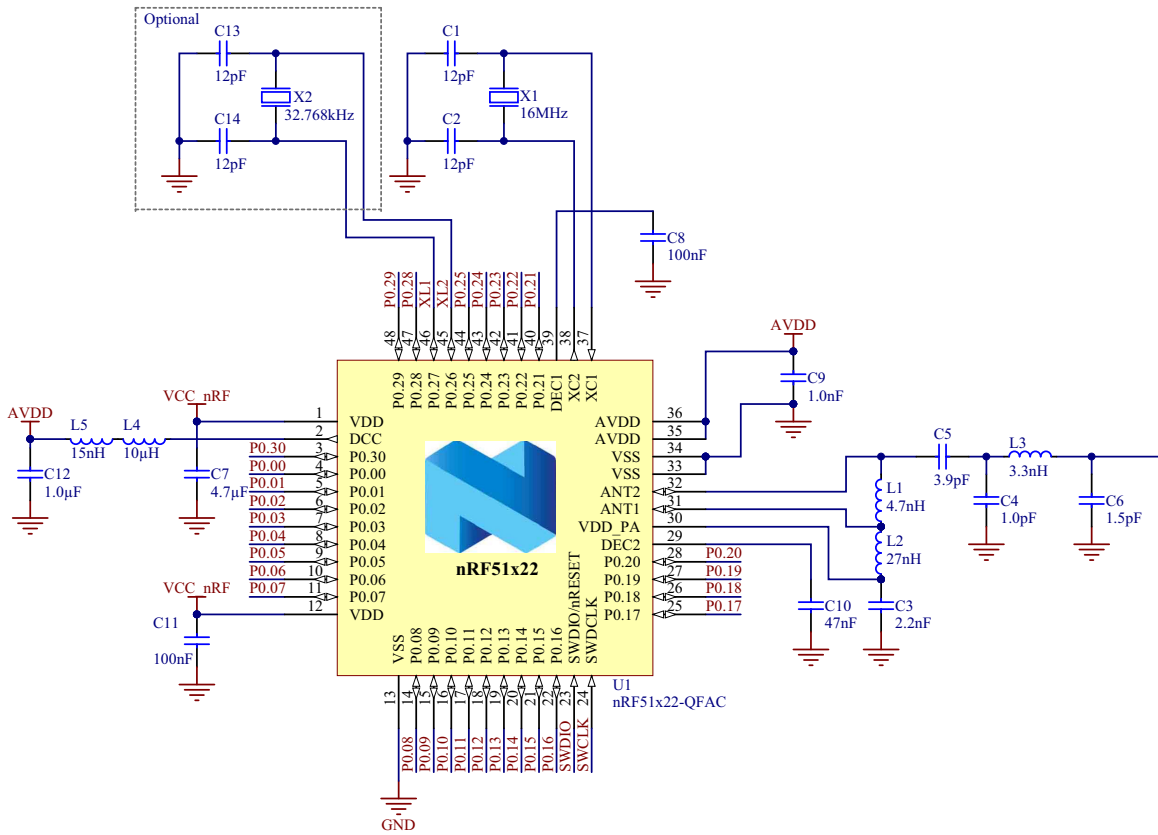 Optional
C13
12pF
X2
32.768kHz
C14
12pF
C1
12pF
X1
16MHz
C2
12pF
C8
100nF
P0.29
P0.28
XL1
XL2
P0.25
P0.24
P0.23
P0.22
P0.21
48
47
46
45
44
43
42
41
40
39
38
37
P0.29
P0.28
P0.27
P0.26
P0.25
P0.24
P0.23
P0.22
P0.21
DEC1
XC2
XC1
AVDD
L5
15nH
L4
10µH
C12
1.0µF
VCC_nRF
C7
4.7µF
P0.30
P0.00
P0.01
P0.02
P0.03
P0.04
P0.05
P0.06
P0.07
VCC_nRF
C11
100nF
1 VDD
2 DCC
3 P0.30
4 P0.00
5 P0.01
6 P0.02
7 P0.03
8 P0.04
9 P0.05
10 P0.06
11 P0.07
12 VDD
nRF51x22
AVDD 36
AVDD 35
VSS 34
VSS 33
ANT2 32
ANT1 31
VDD_PA 30
DEC2 29
P0.20 28 P0.20
P0.19 27 P0.19
P0.18 26 P0.18
P0.17 25 P0.17
AVDD
C9
1.0nF
C5
3.9pF
L3
3.3nH
L1
4.7nH
L2
27nH
C4
1.0pF
C6
1.5pF
C10
47nF
C3
2.2nF
VSS
P0.08
P0.09
P0.10
P0.11
P0.12
P0.13
P0.14
P0.15
P0.16
SWDIO/nRESET
SWDCLK
13
14
15
16
17
18
19
20
21
22
23
24
P0.08
P0.09
P0.10
P0.11
P0.12
P0.13
P0.14
P0.15
P0.16
SWDIO
SWCLK
U1
nRF51x22-QFAC
GND